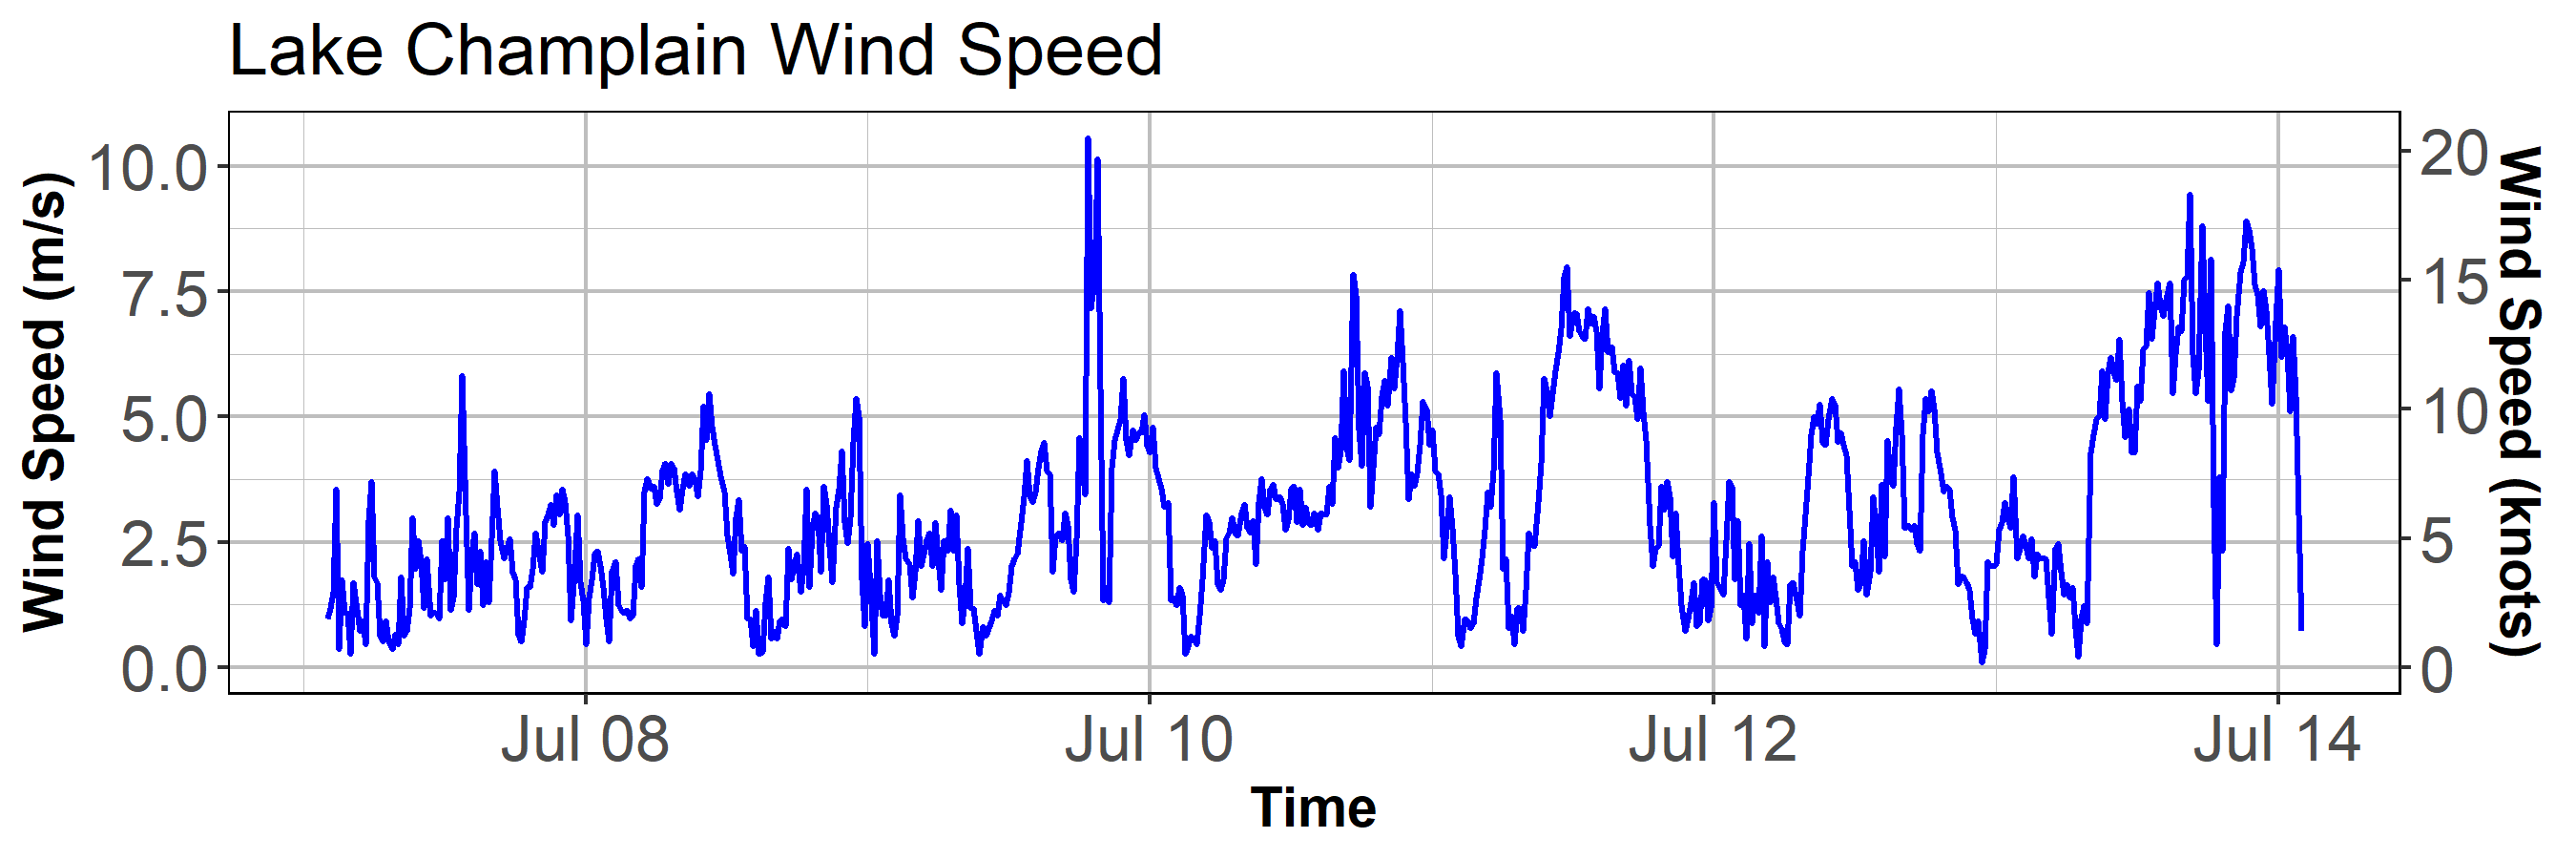 Lake Champlain Wind Speed
Wind Speed (m/s)
10.0
7.5
5.0
2.5
0.0
20
15
10
5
0
Wind Speed (knots)
Jul 08 Jul 10 Jul 12 Jul 14
Time